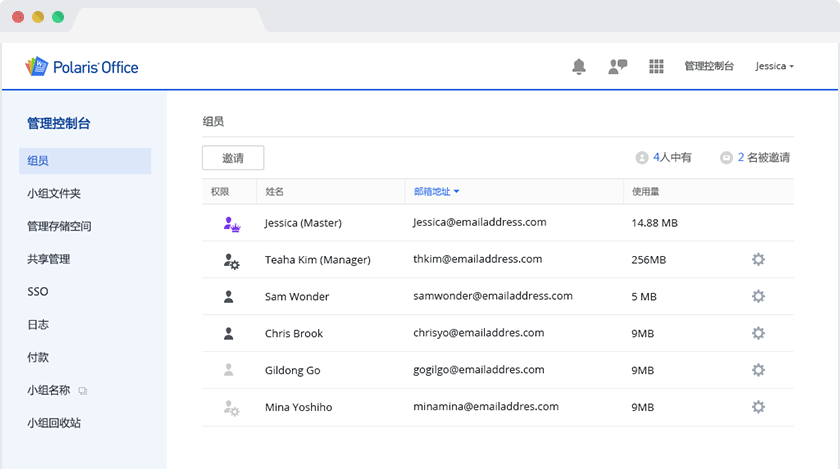 Polaris Office
管理控制台
Jessica
管理控制台
组员
小组文件夹
管理存储空间
共享管理
SSO
日志
付款
小组名称
小组回收站
组员
邀请
4人中有
2 名被邀请
权限 姓名 邮箱地址 使用量
Jessica (Master) Jessica@emailaddress.com 14.88 MB
Teaha Kim (Manager) thkim@emailaddress.com 256MB
Sam Wonder samwonder@emailaddress.com 5 MB
Chris Brook chrisyo@emailaddres.com 9MB
Gildong Go gogilgo@emailaddress.com 9MB
Mina Yoshiho minamina@emailaddres.com 9MB